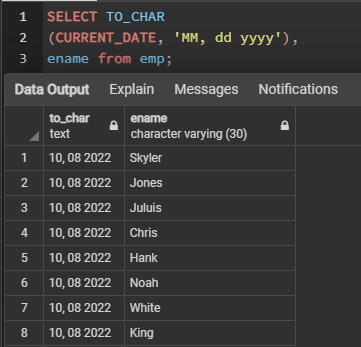 1 SELECT TO_CHAR
2 (CURRENT_DATE, 'MM, dd yyyy'),
3 ename from emp;
Data Output Explain Messages Notifications
to_char ename
text character varying (30)
1 10, 08 2022 Skyler
2 10, 08 2022 Jones
3 10, 08 2022 Juluis
4 10, 08 2022 Chris
5 10, 08 2022 Hank
6 10, 08 2022 Noah
7 10, 08 2022 White
8 10, 08 2022 King